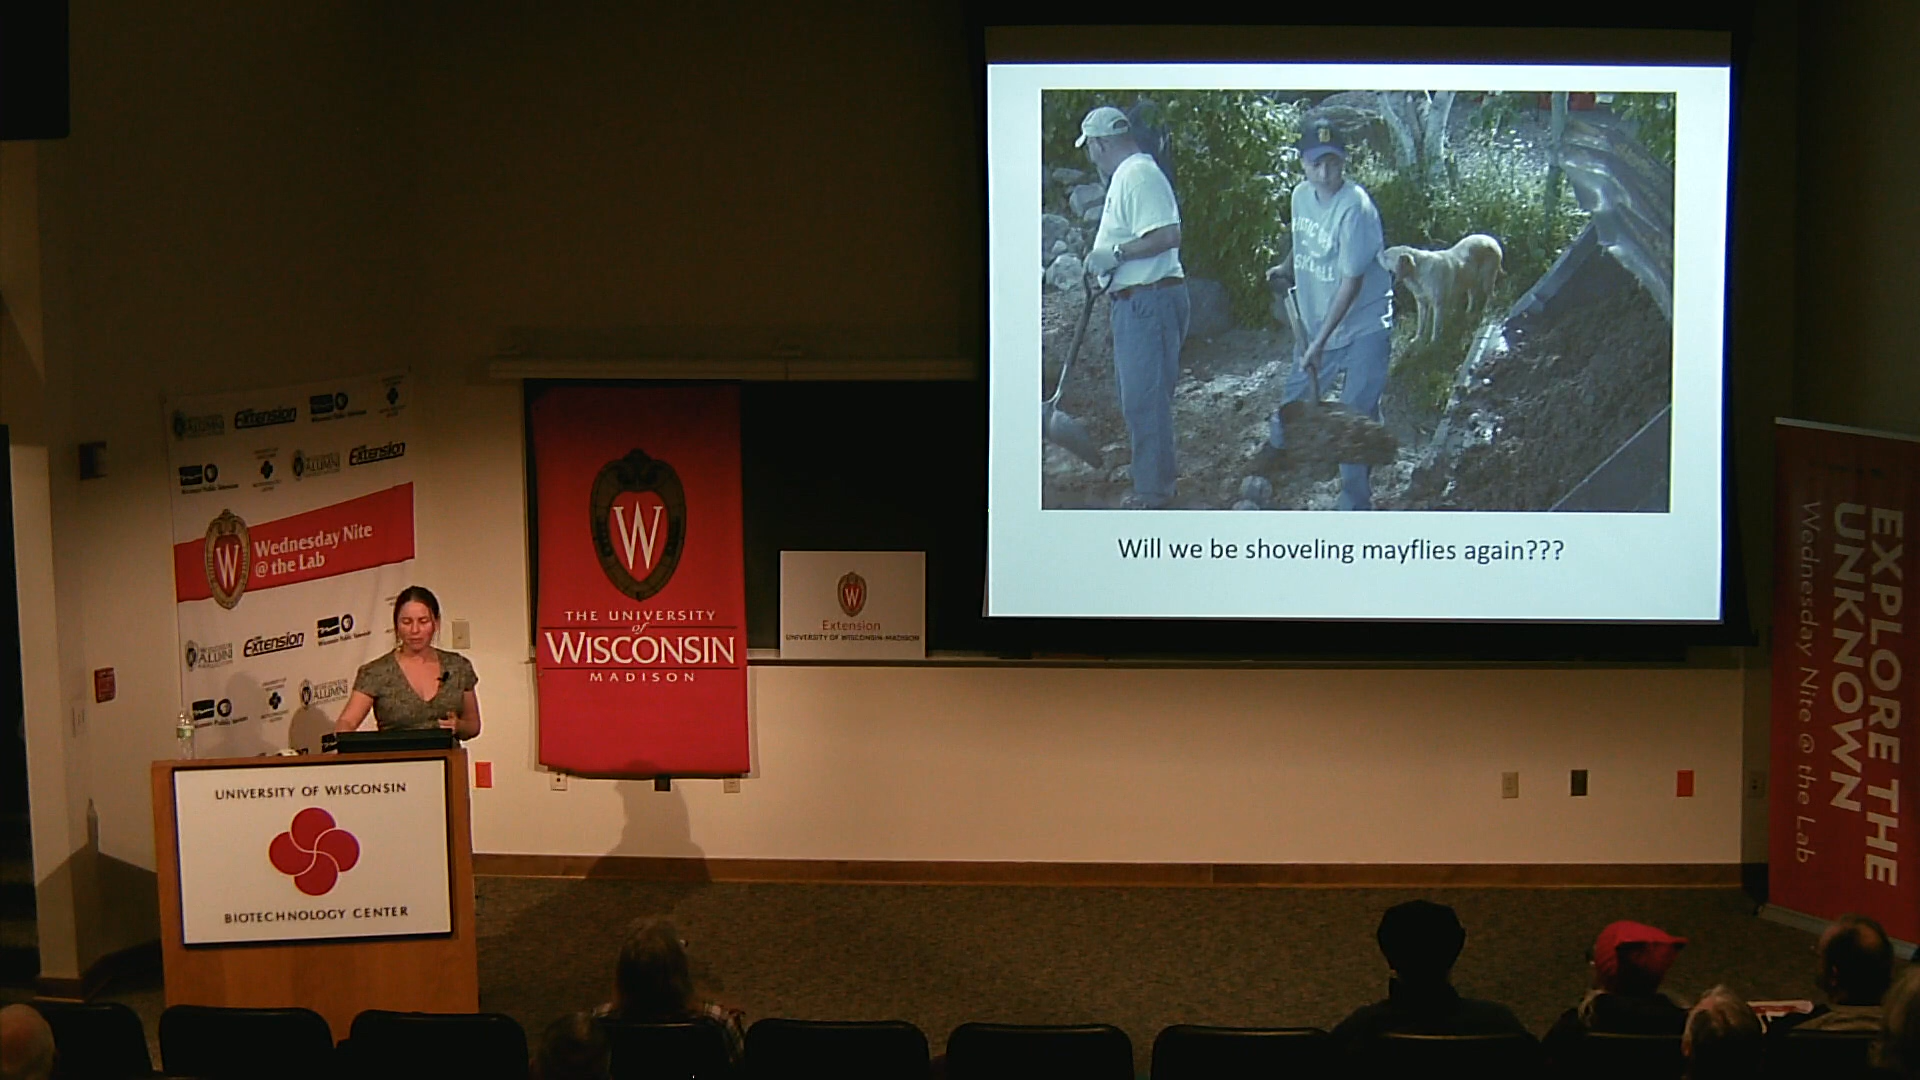 Will we be shoveling mayflies again???
Extension
Extension
Wednesday Nite
@ the Lab
Extension
ALUMNI
W
W
THE UNIVERSITY
of
WISCONSIN
MADISON
W
Extension
UNIVERSITY OF WISCONSIN-MADISON
UNIVERSITY OF WISCONSIN
BIOTECHNOLOGY CENTER
EXPLORE THE
UNKNOWN
Wednesday Nite @ the Lab